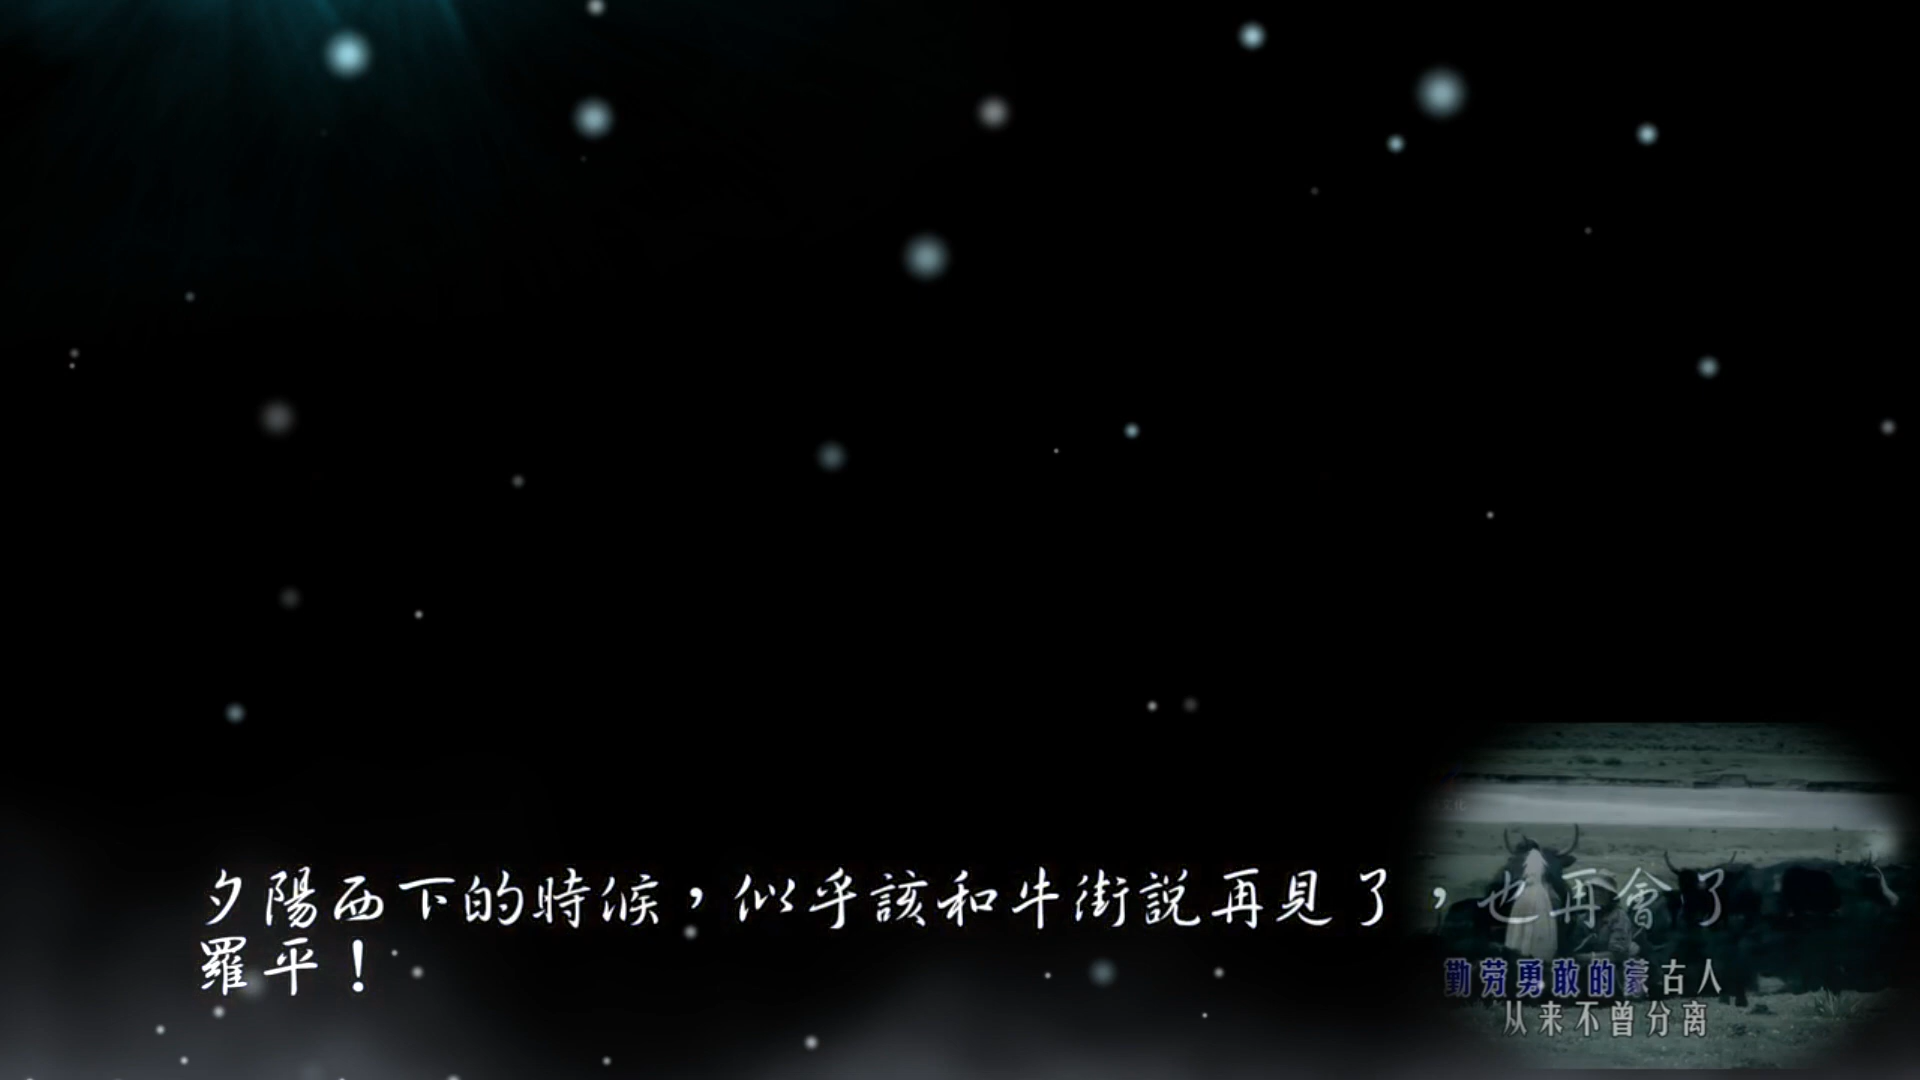 夕陽西下的時候，似乎該和牛街説再見了，也再會了
羅平！
勤劳勇敢的蒙古人
从来不曾分离